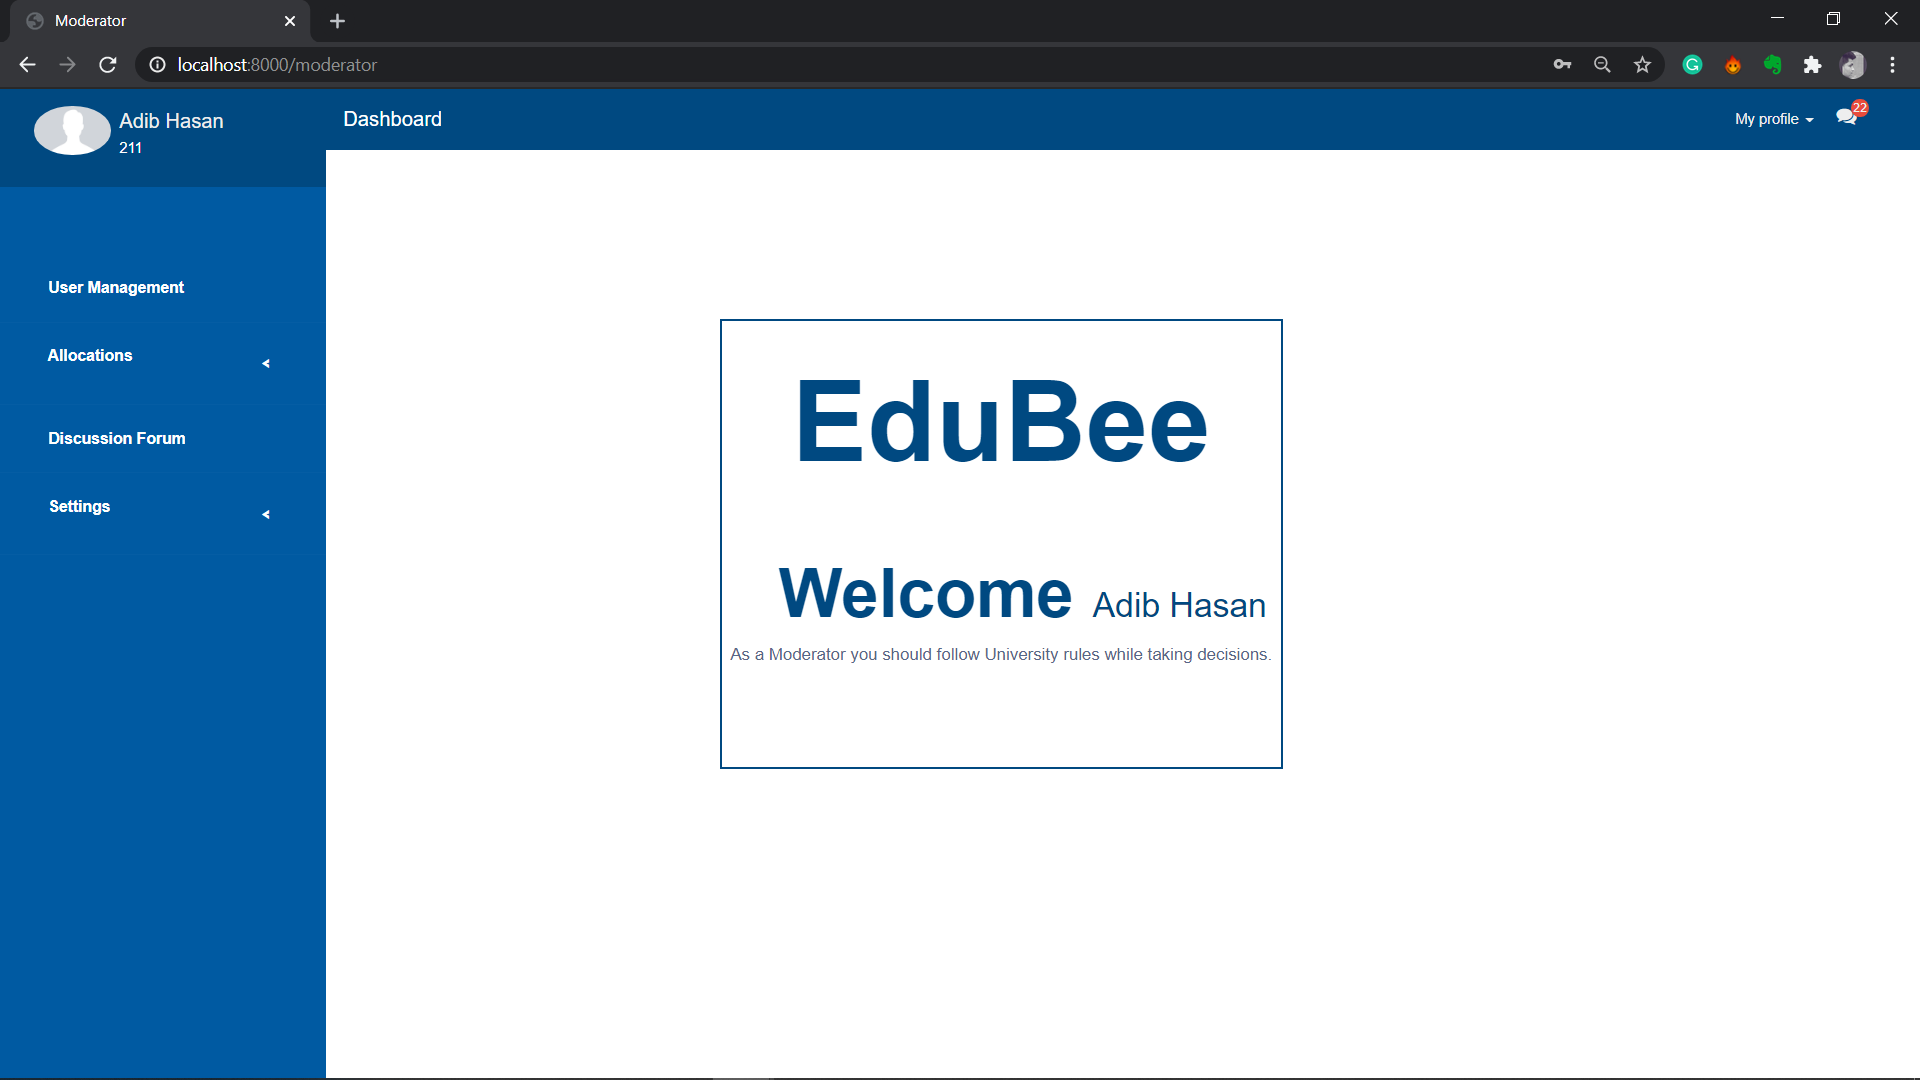 Moderator
localhost:8000/moderator
Adib Hasan
211
Dashboard
My profile
22
User Management
Allocations
<
Discussion Forum
Settings
<
EduBee
Welcome Adib Hasan
As a Moderator you should follow University rules while taking decisions.